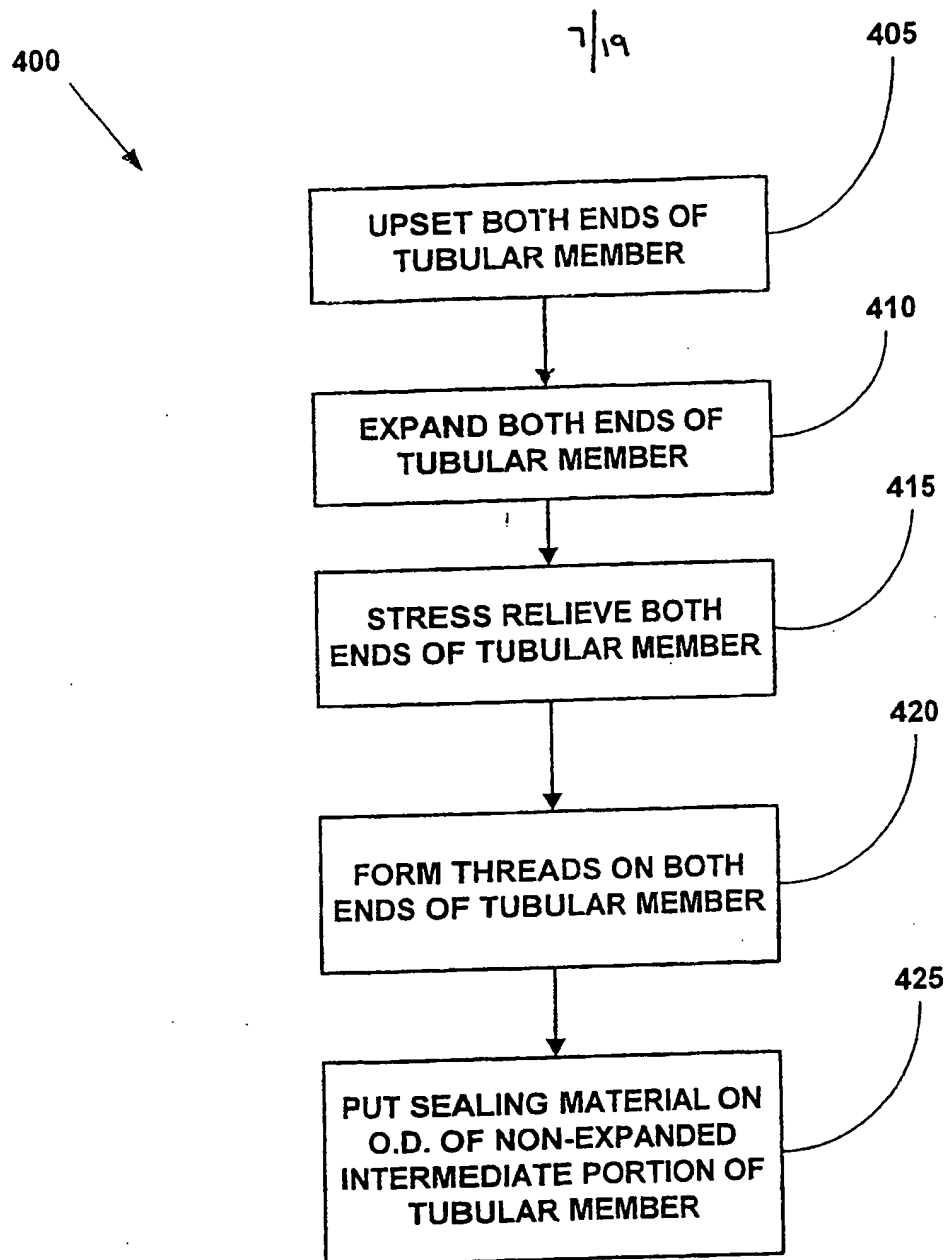 7/19
400
405
UPSET BOTH ENDS OF
TUBULAR MEMBER
410
EXPAND BOTH ENDS OF
TUBULAR MEMBER
415
STRESS RELIEVE BOTH
ENDS OF TUBULAR MEMBER
420
FORM THREADS ON BOTH
ENDS OF TUBULAR MEMBER
425
PUT SEALING MATERIAL ON
O.D. OF NON-EXPANDED
INTERMEDIATE PORTION OF
TUBULAR MEMBER